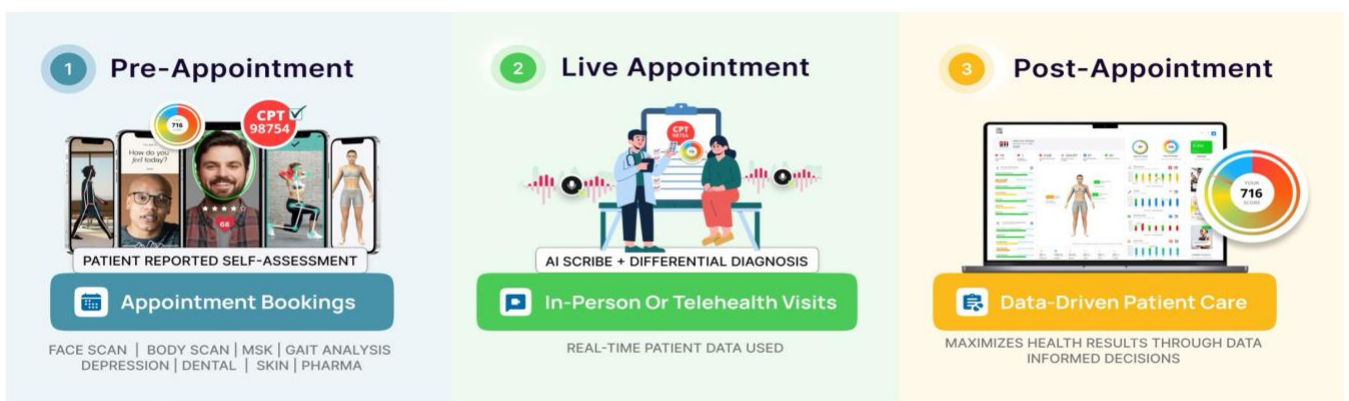 1
Pre-Appointment
716
CPT
98754
How do you
feel today?
68
PATIENT REPORTED SELF-ASSESSMENT
Appointment Bookings
FACE SCAN | BODY SCAN | MSK | GAIT ANALYSIS
DEPRESSION | DENTAL | SKIN | PHARMA
2
Live Appointment
CPT
98754
AI SCRIBE + DIFFERENTIAL DIAGNOSIS
In-Person Or Telehealth Visits
REAL-TIME PATIENT DATA USED
3
Post-Appointment
YOUR
716
SCORE
Data-Driven Patient Care
MAXIMIZES HEALTH RESULTS THROUGH DATA
INFORMED DECISIONS